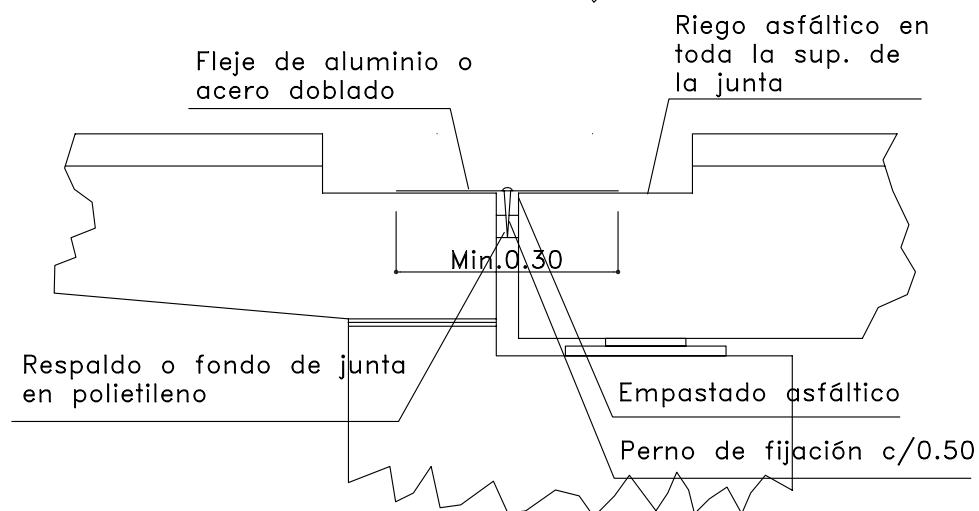 Riego asfáltico en
toda la sup. de
la junta
Fleje de aluminio o
acero doblado
Min.0.30
Respaldo o fondo de junta
en polietileno
Empastado asfáltico
Perno de fijación c/0.50